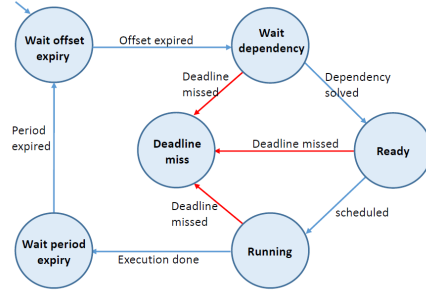 Wait offset
expiry
Offset expired
Wait
dependency
Deadline
missed
Dependency
solved
Period
expired
Deadline
miss
Deadline missed
Ready
Deadline
missed
scheduled
Wait period
expiry
Execution done
Running